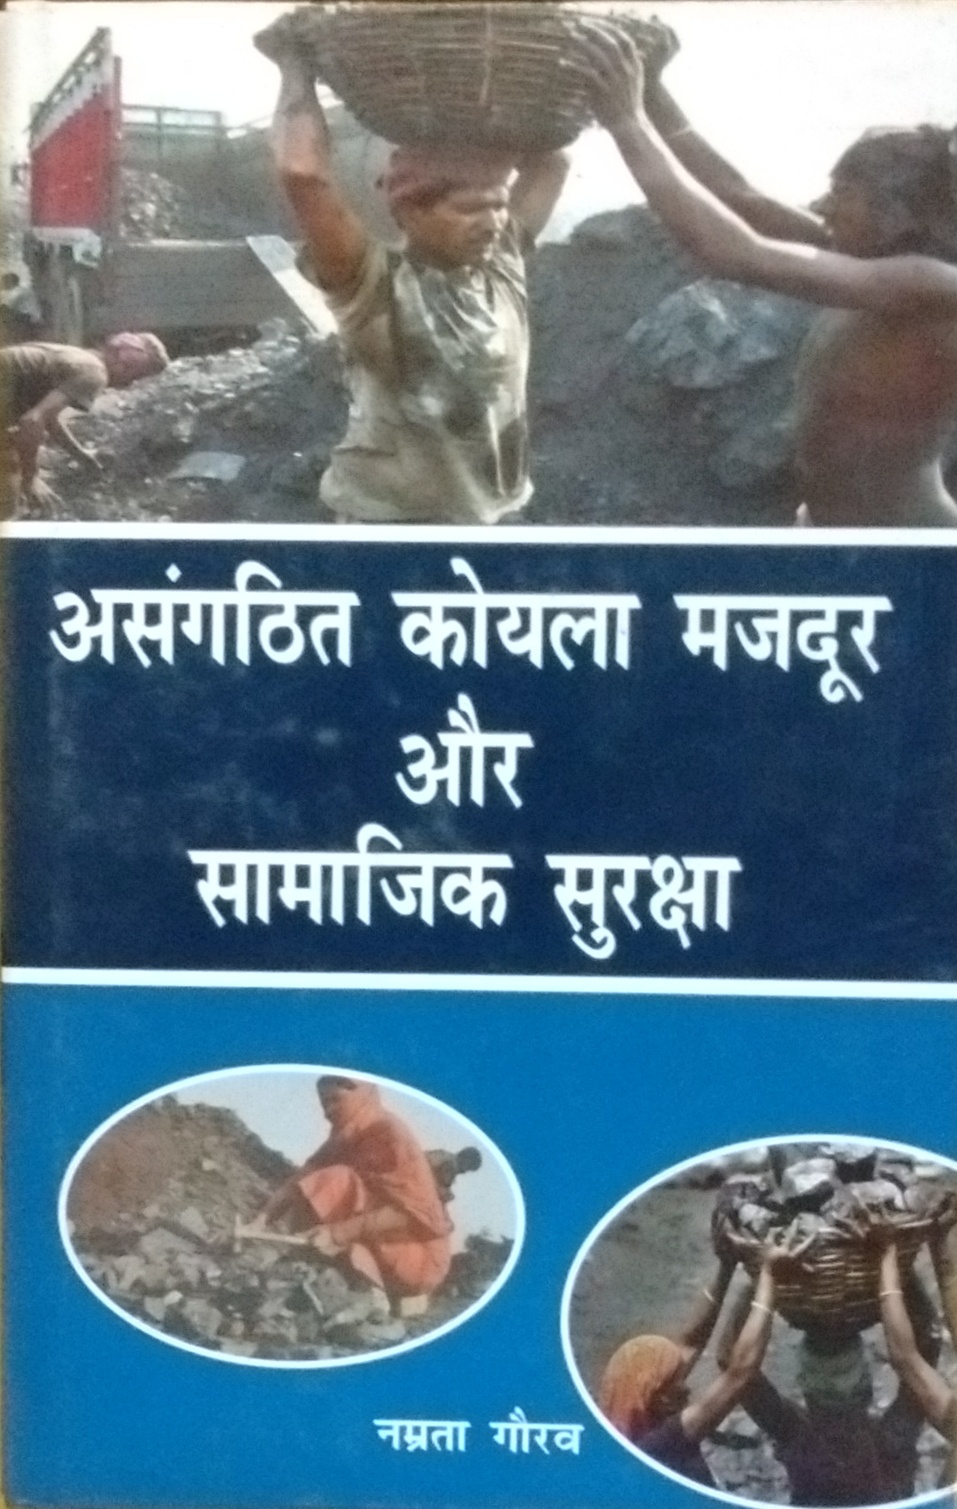 असंगठित कोयला मजदूर
और
सामाजिक सुरक्षा
नम्रता गौरव